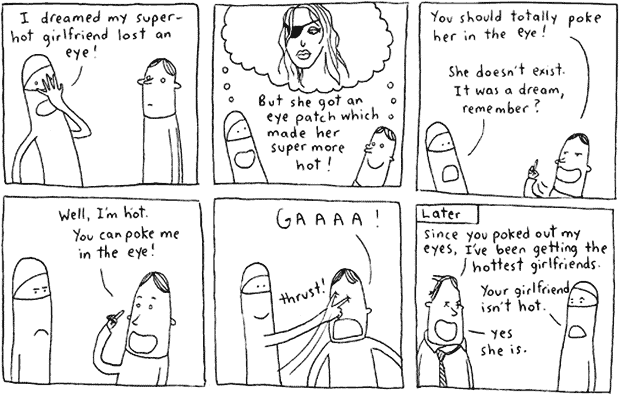 I dreamed my super-
hot girlfriend lost an
eye!
But she got an
eye patch which
made her
super more
hot!
You should totally poke
her in the eye!
She doesn't exist.
It was a dream,
remember?
Well, I'm hot.
You can poke me
in the eye!
GAAAA!
thrust!
Later
Since you poked out my
eyes, I've been getting the
hottest girlfriends.
Your girlfriend
isn't hot.
yes
she is.